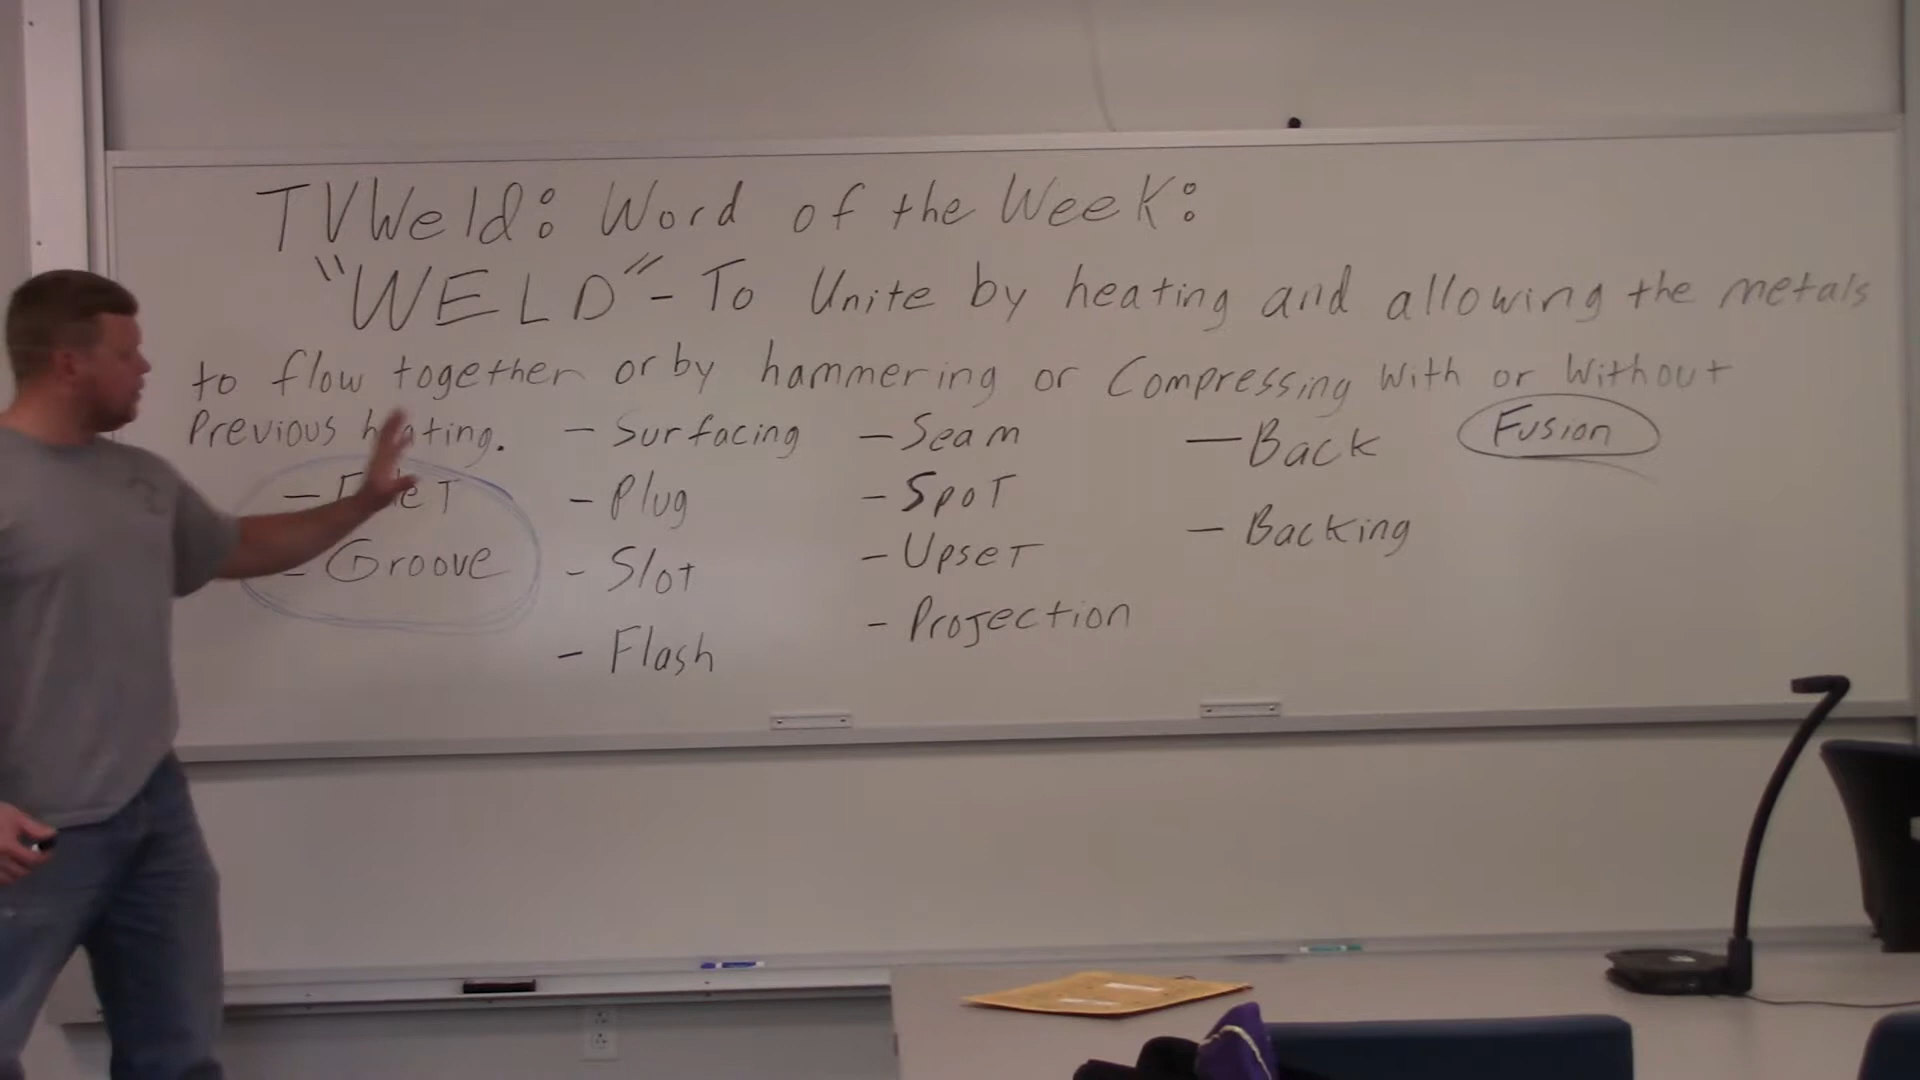 TVWeld: Word of the Week:
"WELD" - To Unite by heating and allowing the metals
to flow together or by hammering or Compressing With or Without
Previous heating.
- Groove
- Surfacing
- Plug
- Slot
- Flash
- Seam
- Spot
- Upset
- Projection
- Back
- Backing
Fusion